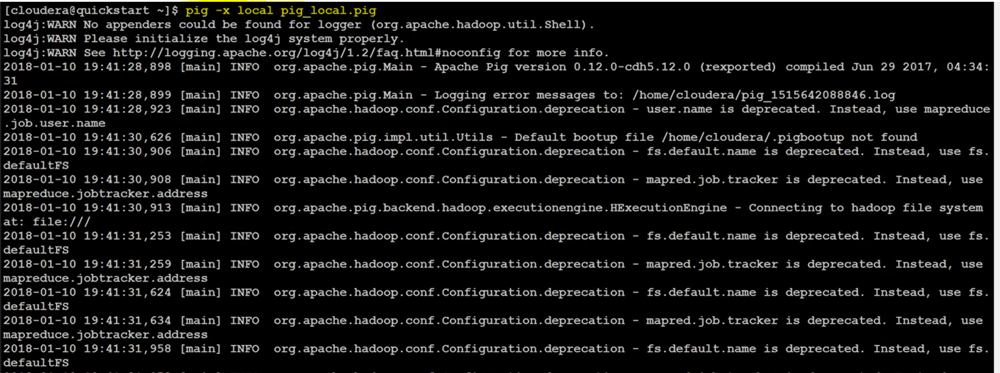 [cloudera@quickstart ~]$ pig -x local pig_local.pig
log4j:WARN No appenders could be found for logger (org.apache.hadoop.util.Shell).
log4j:WARN Please initialize the log4j system properly.
log4j:WARN See http://logging.apache.org/log4j/1.2/faq.html#noconfig for more info.
2018-01-10 19:41:28,898 [main] INFO  org.apache.pig.Main - Apache Pig version 0.12.0-cdh5.12.0 (rexported) compiled Jun 29 2017, 04:34:
31
2018-01-10 19:41:28,899 [main] INFO  org.apache.pig.Main - Logging error messages to: /home/cloudera/pig_1515642088846.log
2018-01-10 19:41:28,923 [main] INFO  org.apache.hadoop.conf.Configuration.deprecation - user.name is deprecated. Instead, use mapreduce
.job.user.name
2018-01-10 19:41:30,626 [main] INFO  org.apache.pig.impl.util.Utils - Default bootup file /home/cloudera/.pigbootup not found
2018-01-10 19:41:30,906 [main] INFO  org.apache.hadoop.conf.Configuration.deprecation - fs.default.name is deprecated. Instead, use fs.
defaultFS
2018-01-10 19:41:30,908 [main] INFO  org.apache.hadoop.conf.Configuration.deprecation - mapred.job.tracker is deprecated. Instead, use
mapreduce.jobtracker.address
2018-01-10 19:41:30,913 [main] INFO  org.apache.pig.backend.hadoop.executionengine.HExecutionEngine - Connecting to hadoop file system
at: file:///
2018-01-10 19:41:31,253 [main] INFO  org.apache.hadoop.conf.Configuration.deprecation - fs.default.name is deprecated. Instead, use fs.
defaultFS
2018-01-10 19:41:31,259 [main] INFO  org.apache.hadoop.conf.Configuration.deprecation - mapred.job.tracker is deprecated. Instead, use
mapreduce.jobtracker.address
2018-01-10 19:41:31,624 [main] INFO  org.apache.hadoop.conf.Configuration.deprecation - fs.default.name is deprecated. Instead, use fs.
defaultFS
2018-01-10 19:41:31,634 [main] INFO  org.apache.hadoop.conf.Configuration.deprecation - mapred.job.tracker is deprecated. Instead, use
mapreduce.jobtracker.address
2018-01-10 19:41:31,958 [main] INFO  org.apache.hadoop.conf.Configuration.deprecation - fs.default.name is deprecated. Instead, use fs.
defaultFS